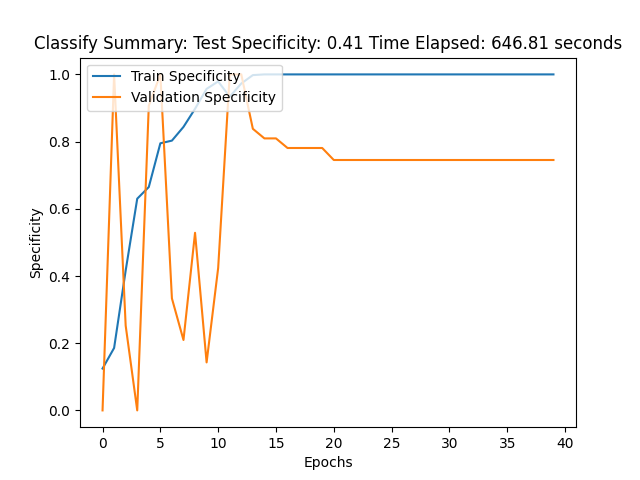 Classify Summary: Test Specificity: 0.41 Time Elapsed: 646.81 seconds
Train Specificity
Validation Specificity
Specificity
1.0
0.8
0.6
0.4
0.2
0.0
0 5 10 15 20 25 30 35 40
Epochs